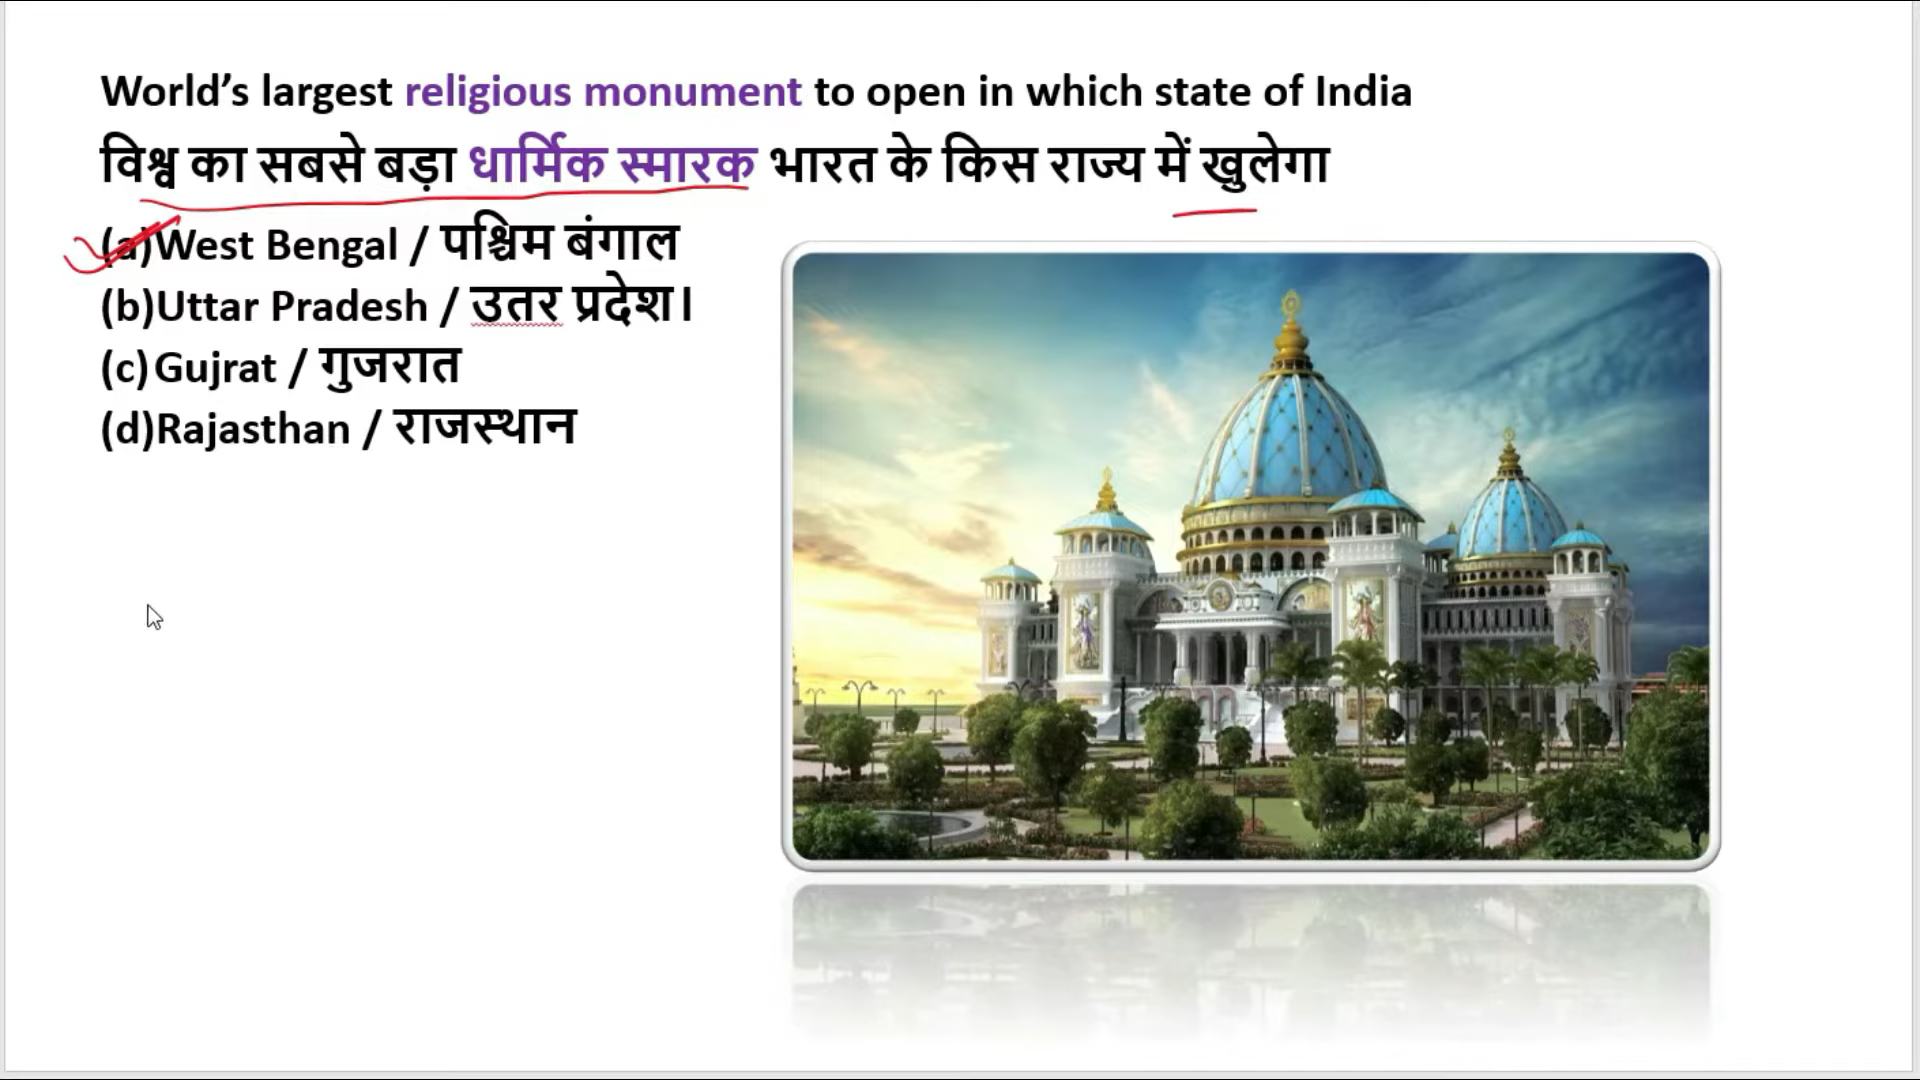 World’s largest religious monument to open in which state of India
विश्व का सबसे बड़ा धार्मिक स्मारक भारत के किस राज्य में खुलेगा
(a)West Bengal / पश्चिम बंगाल
(b)Uttar Pradesh / उतर प्रदेश।
(c)Gujrat / गुजरात
(d)Rajasthan / राजस्थान